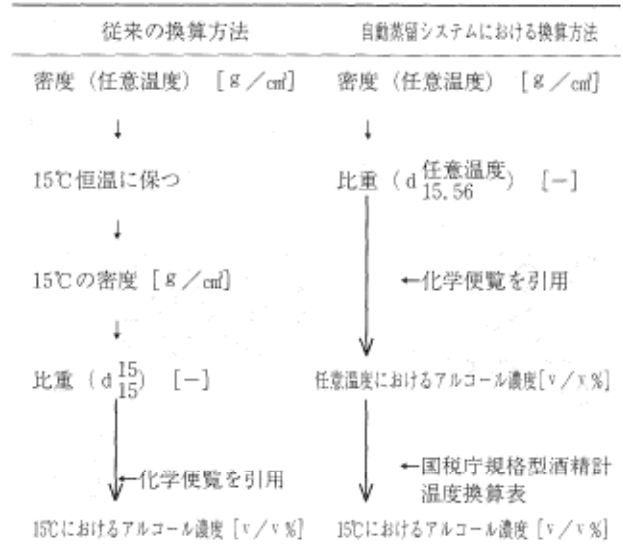 従来の換算方法
自動蒸留システムにおける換算方法
密度（任意温度）［g／cm³］
密度（任意温度）［g／cm³］
↓
↓
15℃恒温に保つ
比重（d 任意温度 15.56）［－］
↓
15℃の密度［g／cm³］
←化学便覧を引用
↓
比重（d 15 15）［－］
任意温度におけるアルコール濃度［v／v％］
←化学便覧を引用
←国税庁規格型酒精計
温度換算表
15℃におけるアルコール濃度［v／v％］
15℃におけるアルコール濃度［v／v％］